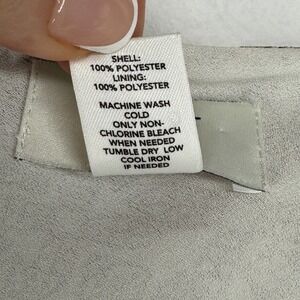 SHELL:
100% POLYESTER
LINING:
100% POLYESTER
MACHINE WASH
COLD
ONLY NON-
CHLORINE BLEACH
WHEN NEEDED
TUMBLE DRY LOW
COOL IRON
IF NEEDED